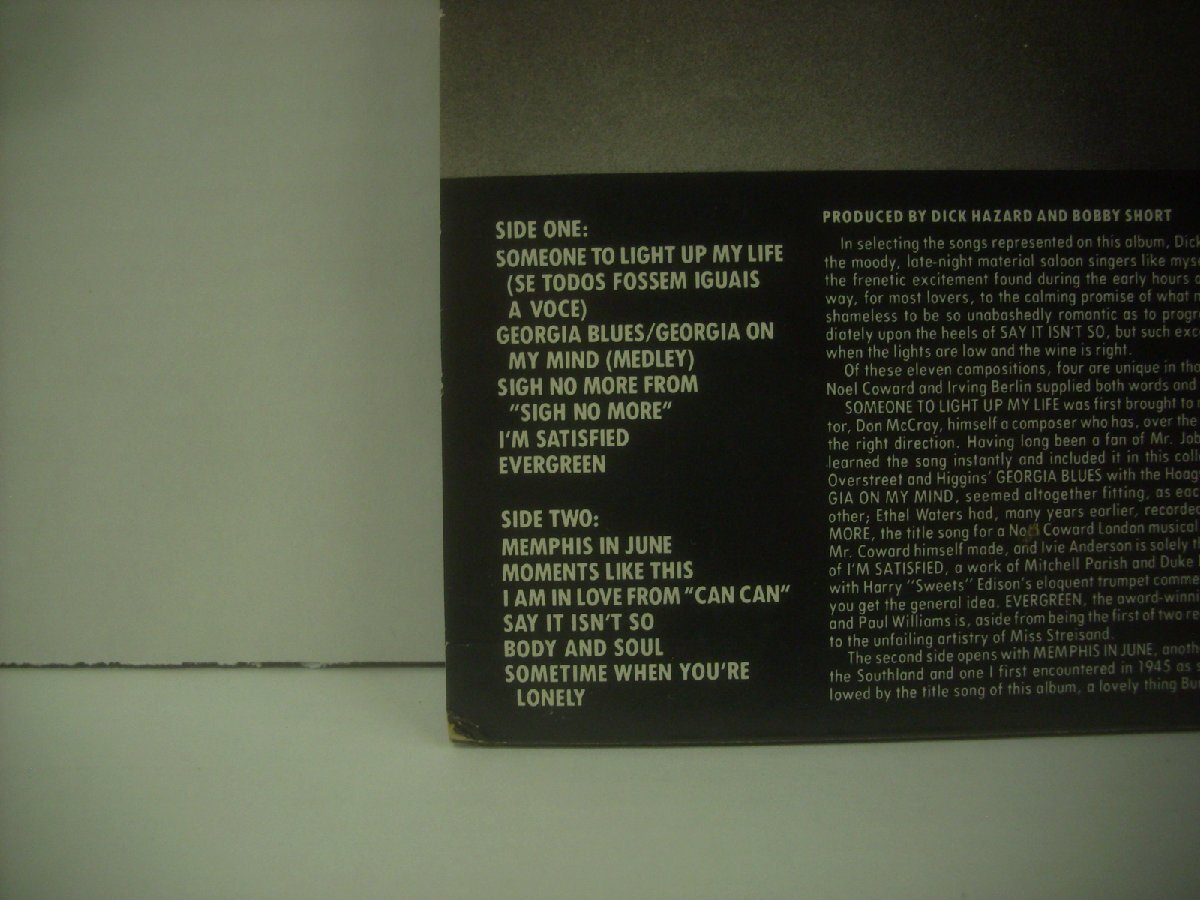 SIDE ONE:
SOMEONE TO LIGHT UP MY LIFE
(SE TODOS FOSSEM IGUAIS
A VOCE)
GEORGIA BLUES/GEORGIA ON
MY MIND (MEDLEY)
SIGH NO MORE FROM
"SIGH NO MORE"
I'M SATISFIED
EVERGREEN
SIDE TWO:
MEMPHIS IN JUNE
MOMENTS LIKE THIS
I AM IN LOVE FROM "CAN CAN"
SAY IT ISN'T SO
BODY AND SOUL
SOMETIME WHEN YOU'RE
LONELY
PRODUCED BY DICK HAZARD AND BOBBY SHORT
In selecting the songs represented on this album, Dick
the moody, late-night material saloon singers like myse
the frenetic excitement found during the early hours
way, for most lovers, to the calming promise of what
shameless to be so unabashedly romantic as to progr
diately upon the heels of SAY IT ISN'T SO, but such exc
when the lights are low and the wine is right.
Of these eleven compositions, four are unique in tha
Noel Coward and Irving Berlin supplied both words and
SOMEONE TO LIGHT UP MY LIFE was first brought to
tor, Don McCray, himself a composer who has, over the
the right direction. Having long been a fan of Mr. Job
learned the song instantly and included it in this colle
Overstreet and Higgins' GEORGIA BLUES with the Hoag
GIA ON MY MIND, seemed altogether fitting, as eac
other; Ethel Waters had, many years earlier, recorde
MORE, the title song for a Noel Coward London musical
Mr. Coward himself made, and Ivie Anderson is solely t
of I'M SATISFIED, a work of Mitchell Parish and Duke
with Harry "Sweets" Edison's eloquent trumpet comme
you get the general idea. EVERGREEN, the award-winni
and Paul Williams is, aside from being the first of two re
to the unfailing artistry of Miss Streisand.
The second side opens with MEMPHIS IN JUNE, anoth
the Southland and one I first encountered in 1945 as
lowed by the title song of this album, a lovely thing Bu